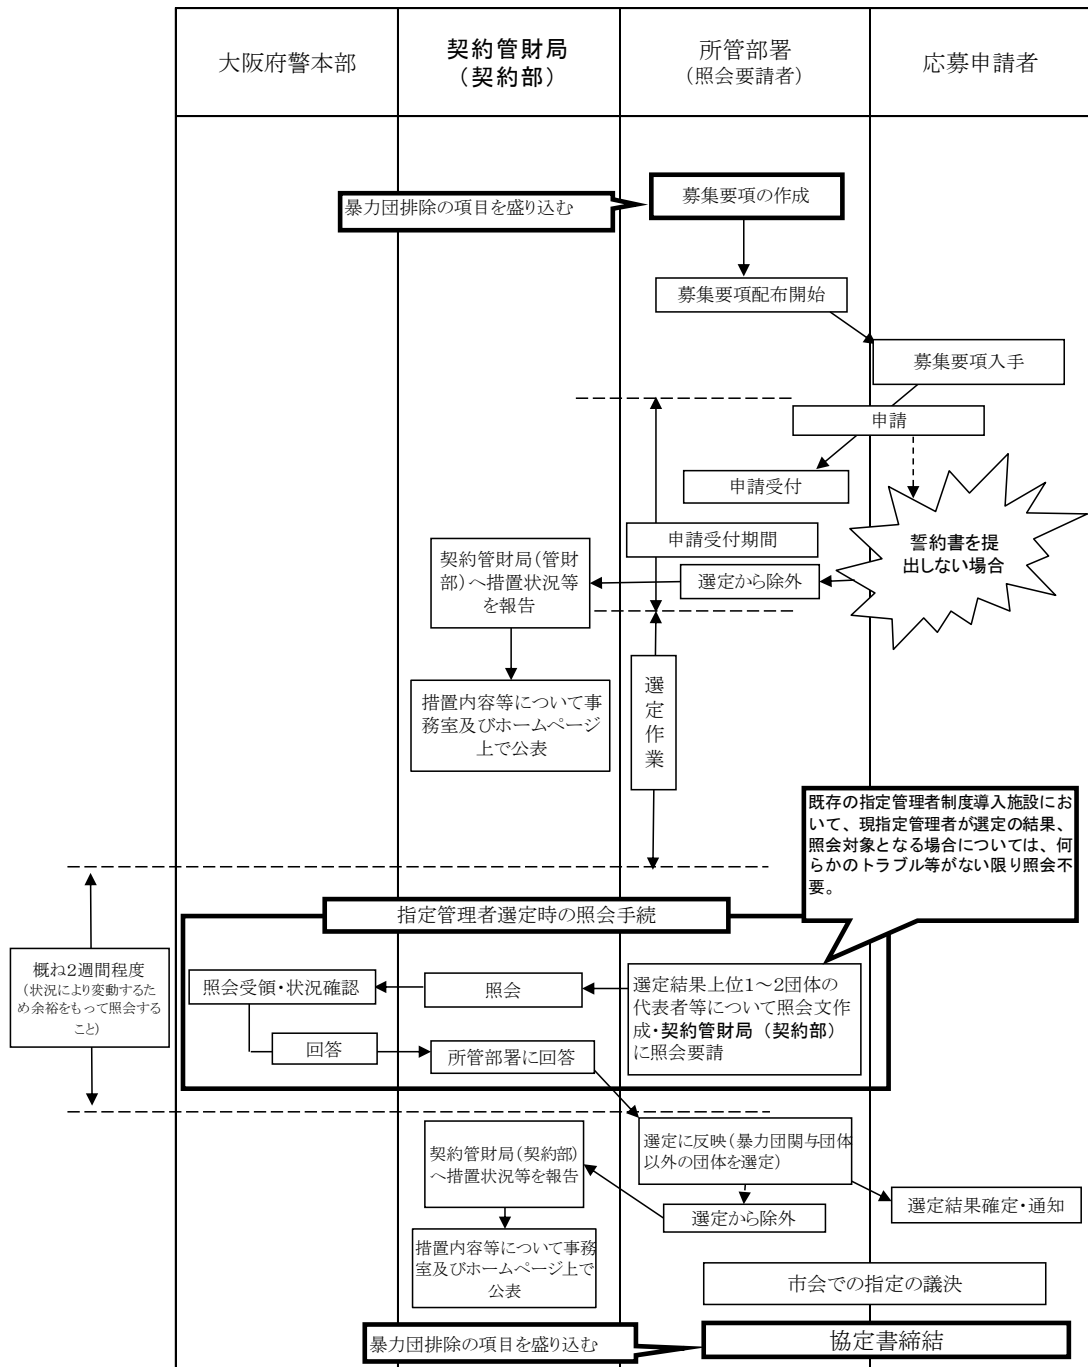 大阪府警本部
契約管財局
（契約部）
所管部署
（照会要請者）
応募申請者
募集要項の作成
暴力団排除の項目を盛り込む
募集要項配布開始
募集要項入手
申請
申請受付
申請受付期間
誓約書を提
出しない場合
選定から除外
契約管財局（管財
部）へ措置状況等
を報告
措置内容等について事
務室及びホームページ
上で公表
選定作業
既存の指定管理者制度導入施設にお
いて、現指定管理者が選定の結果、
照会対象となる場合については、何
らかのトラブル等がない限り照会不
要。
指定管理者選定時の照会手続
概ね2週間程度
（状況により変動するた
め余裕をもって照会する
こと）
照会受領・状況確認
照会
選定結果上位1～2団体の
代表者等について照会文作
成・契約管財局（契約部）
に照会要請
回答
所管部署に回答
選定に反映（暴力団関与団体
以外の団体を選定）
契約管財局（契約部）
へ措置状況等を報告
選定から除外
選定結果確定・通知
措置内容等について事務
室及びホームページ上で
公表
市会での指定の議決
暴力団排除の項目を盛り込む
協定書締結